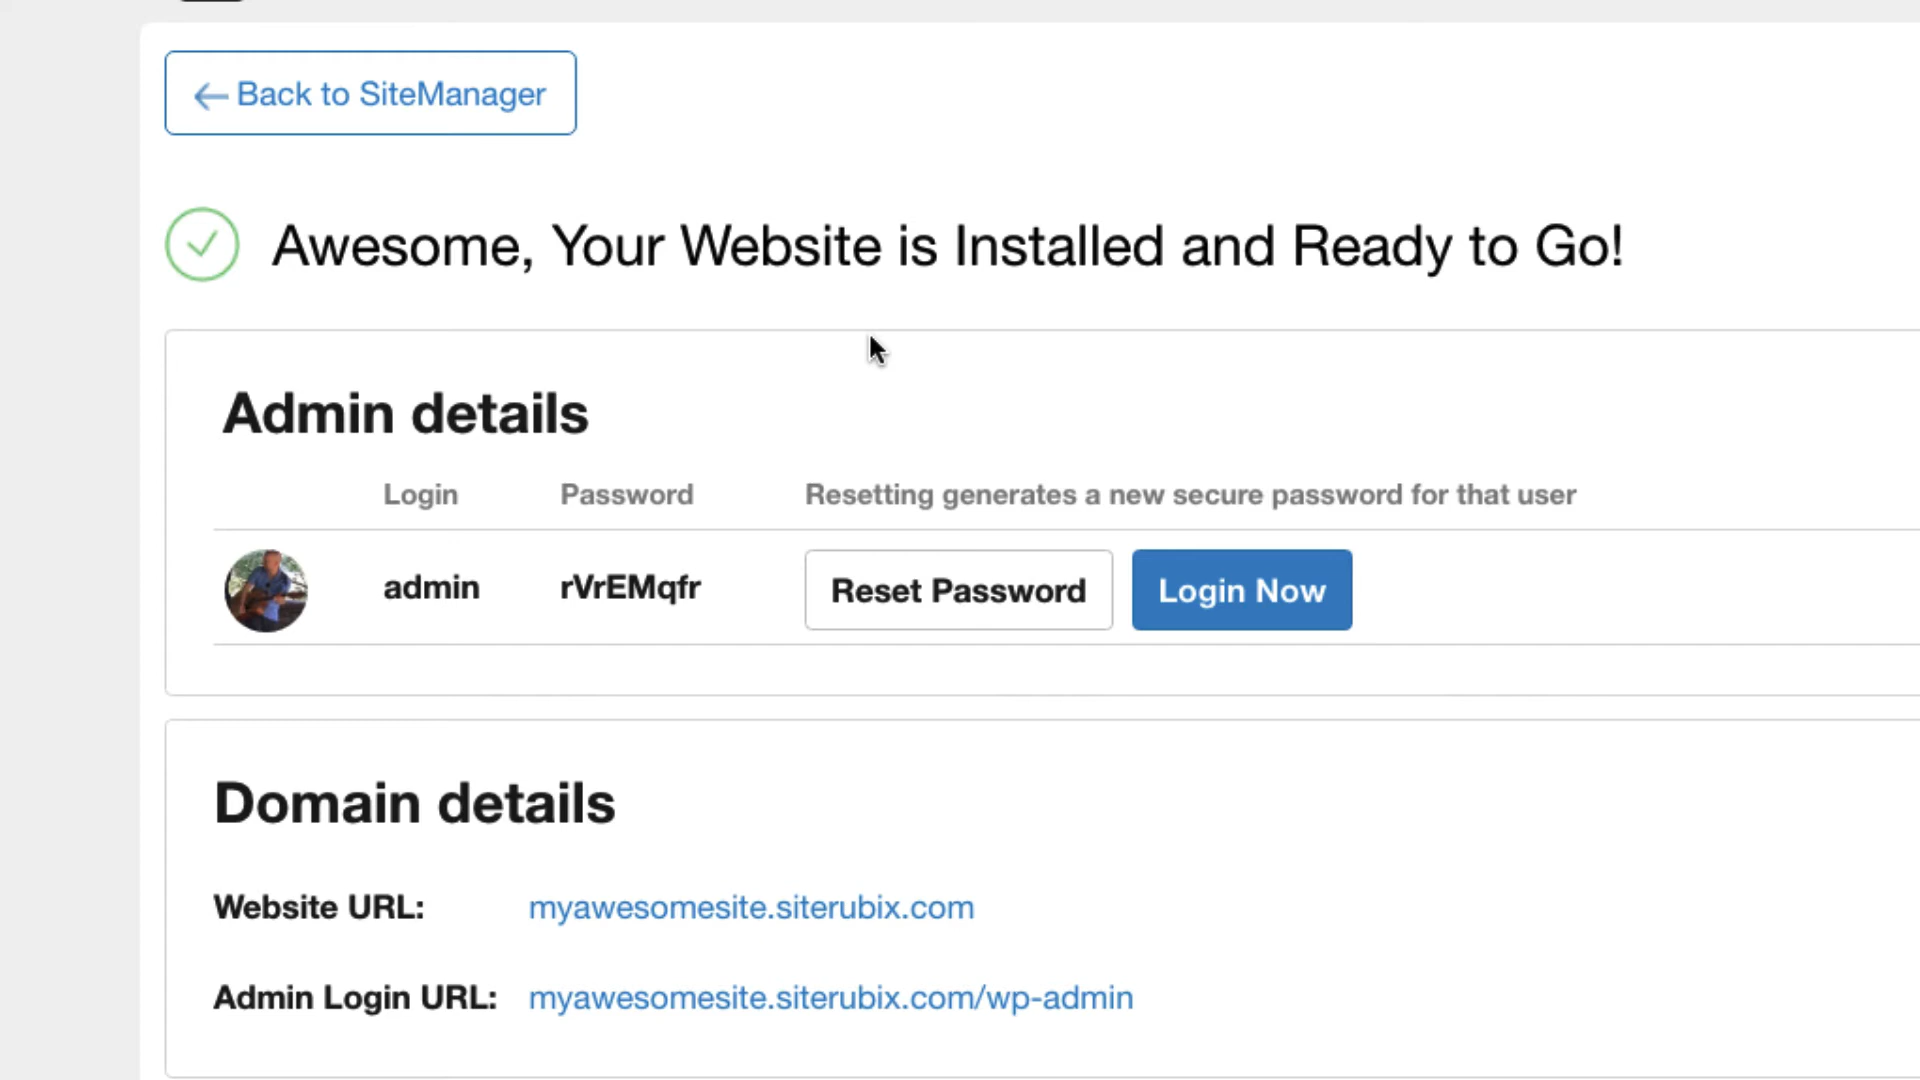 ← Back to SiteManager
Awesome, Your Website is Installed and Ready to Go!
Admin details
Login Password Resetting generates a new secure password for that user
admin rVrEMqfr Reset Password Login Now
Domain details
Website URL: myawesomesite.siterubix.com
Admin Login URL: myawesomesite.siterubix.com/wp-admin